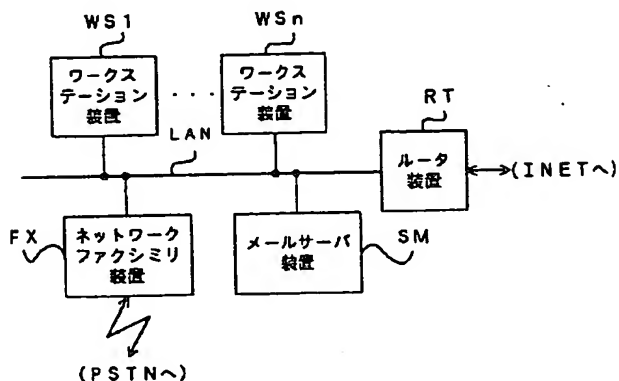 WS1
WSn
ワークス
テーション
装置
・・・
ワークス
テーション
装置
RT
LAN
ルータ
装置
(INETへ)
FX
ネットワーク
ファクシミリ
装置
メールサーバ
装置
SM
(PSTNへ)